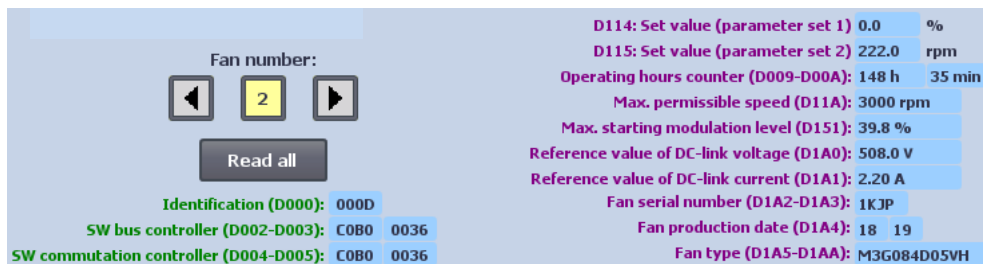 Fan number:
2
Read all
Identification (D000): 000D
SW bus controller (D002-D003): C0B0 0036
SW commutation controller (D004-D005): C0B0 0036
D114: Set value (parameter set 1) 0.0 %
D115: Set value (parameter set 2) 222.0 rpm
Operating hours counter (D009-D00A): 148 h 35 min
Max. permissible speed (D11A): 3000 rpm
Max. starting modulation level (D151): 39.8 %
Reference value of DC-link voltage (D1A0): 508.0 V
Reference value of DC-link current (D1A1): 2.20 A
Fan serial number (D1A2-D1A3): 1KJP
Fan production date (D1A4): 18 19
Fan type (D1A5-D1AA): M3G084D05VH